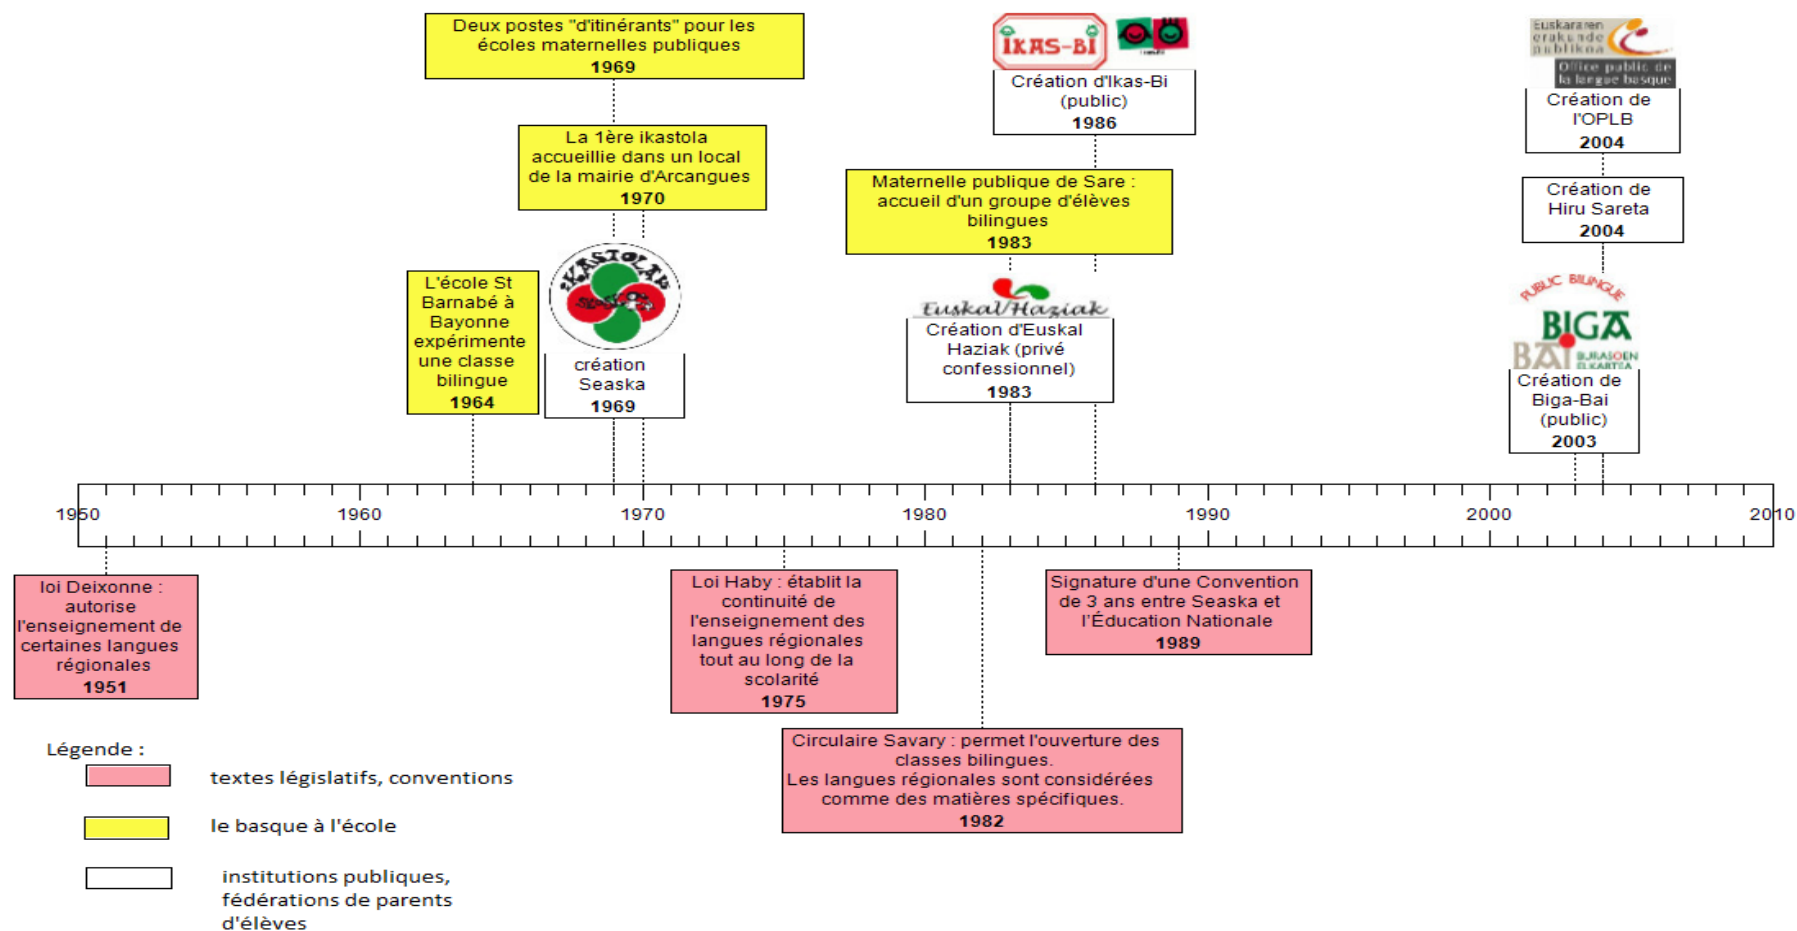 Deux postes "d'itinérants" pour les
écoles maternelles publiques
1969
La 1ère ikastola
accueillie dans un local
de la mairie d'Arcangues
1970
L'école St
Barnabé à
Bayonne
expérimente
une classe
bilingue
1964
IKASTOLAK
SEASKA
création
Seaska
1969
IKAS-BI
Création d'Ikas-Bi
(public)
1986
Maternelle publique de Sare :
accueil d'un groupe d'élèves
bilingues
1983
Euskal Haziak
Création d'Euskal
Haziak (privé
confessionnel)
1983
Euskararen
erakunde
publikoa
Office public de
la langue basque
Création de
l'OPLB
2004
Création de
Hiru Sareta
2004
PUBLIC BILINGUE
BIGA
BAI
BURASOEN
ELKARTEA
Création de
Biga-Bai
(public)
2003
1950 1960 1970 1980 1990 2000 2010
loi Deixonne :
autorise
l'enseignement de
certaines langues
régionales
1951
Loi Haby : établit la
continuité de
l'enseignement des
langues régionales
tout au long de la
scolarité
1975
Circulaire Savary : permet l'ouverture des
classes bilingues.
Les langues régionales sont considérées
comme des matières spécifiques.
1982
Signature d'une Convention
de 3 ans entre Seaska et
l'Éducation Nationale
1989
Légende :
textes législatifs, conventions
le basque à l'école
institutions publiques,
fédérations de parents
d'élèves